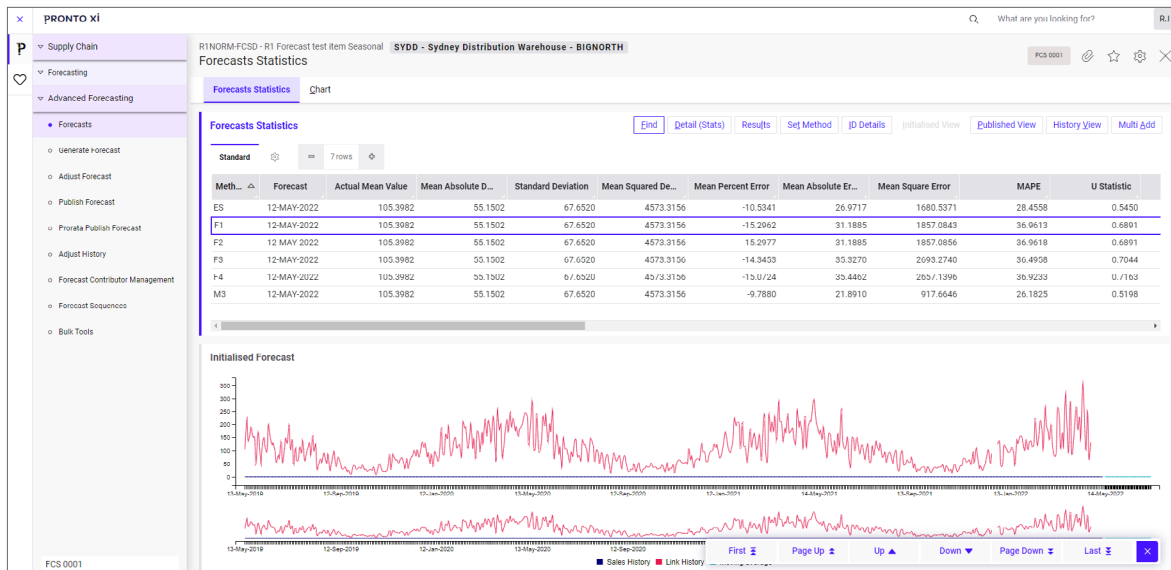 PRONTO XI
What are you looking for?
R.I
Supply Chain
Forecasting
Advanced Forecasting
Forecasts
Generate Forecast
Adjust Forecast
Publish Forecast
Prorata Publish Forecast
Adjust History
Forecast Contributor Management
Forecast Sequences
Bulk Tools
FCS 0001
R1NORM-FCSD - R1 Forecast test item Seasonal SYDD - Sydney Distribution Warehouse - BIGNORTH
Forecasts Statistics
FCS 0001
Forecasts Statistics Chart
Forecasts Statistics
Find Detail (Stats) Results Set Method ID Details Initialised View Published View History View Multi Add
Standard 7 rows
Meth... Forecast Actual Mean Value Mean Absolute D... Standard Deviation Mean Squared De... Mean Percent Error Mean Absolute Er... Mean Square Error MAPE U Statistic
ES 12-MAY-2022 105.3982 55.1502 67.6520 4573.3156 -10.5341 26.9717 1680.5371 28.4558 0.5450
F1 12-MAY-2022 105.3982 55.1502 67.6520 4573.3156 -15.2962 31.1885 1857.0843 36.9613 0.6891
F2 12 MAY 2022 105.3982 55.1502 67.6520 4573.3156 15.2977 31.1885 1857.0856 36.9618 0.6891
F3 12-MAY-2022 105.3982 55.1502 67.6520 4573.3156 -14.3453 35.3270 2693.2740 36.4958 0.7044
F4 12-MAY-2022 105.3982 55.1502 67.6520 4573.3156 -15.0724 35.4462 2657.1396 36.9233 0.7163
M3 12-MAY-2022 105.3982 55.1502 67.6520 4573.3156 -9.7880 21.8910 917.6646 26.1825 0.5198
Initialised Forecast
300
250
200
150
100
50
0
13-May-2019 12-Sep-2019 12-Jan-2020 13-May-2020 12-Sep-2020 12-Jan-2021 14-May-2021 13-Sep-2021 13-Jan-2022 14-May-2022
13-May-2019 12-Sep-2019 12-Jan-2020 13-May-2020 12-Sep-2020
First Page Up Up Down Page Down Last
Sales History Link History